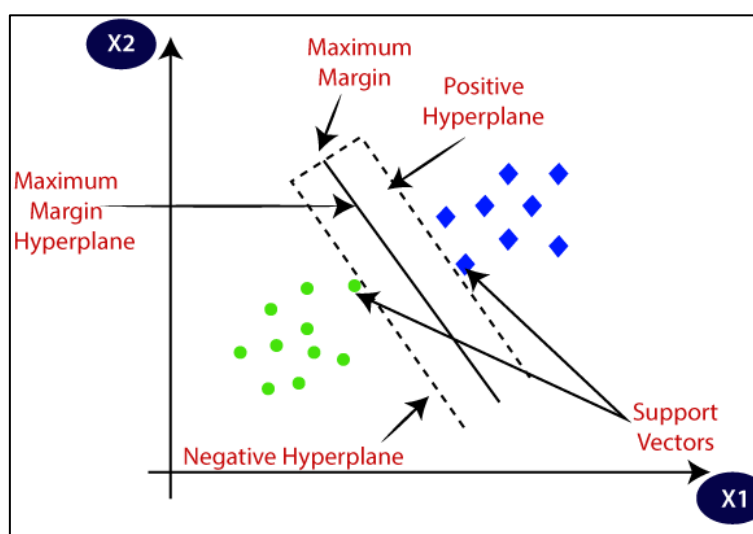 X2
Maximum
Margin
Positive
Hyperplane
Maximum
Margin
Hyperplane
Support
Vectors
Negative Hyperplane
X1